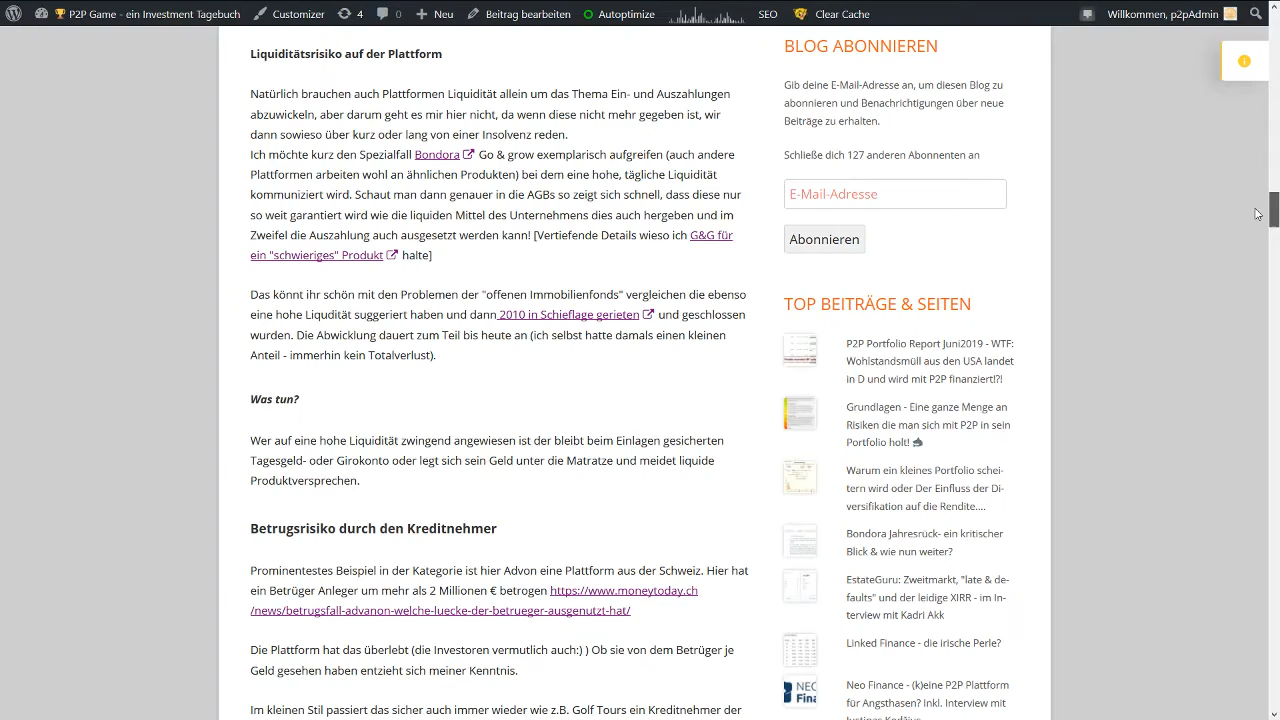 P2P Game - ein Investment Tagebuch
Customizen
4
0
Neu
Beitrag bearbeiten
Autoptimize
SEO
Clear Cache
Willkommen, p2pAdmin
Liquiditätsrisiko auf der Plattform
Natürlich brauchen auch Plattformen Liquidität allein um das Thema Ein- und Auszahlungen
abzuwickeln, aber darum geht es mir hier nicht, da wenn diese nicht mehr gegeben ist, wir
dann sowieso über kurz oder lang von einer Insolvenz reden.
Ich möchte kurz den Spezialfall Bondora Go & grow exemplarisch aufgreifen (auch andere
Plattformen arbeiten wohl an ähnlichen Produkten) bei dem eine hohe, tägliche Liquidität
kommuniziert wird. Schaut man dann genauer in die AGBs so zeigt sich schnell, dass diese nur
so weit garantiert wird wie die liquiden Mittel des Unternehmens dies auch hergeben und im
Zweifel die Auszahlung auch ausgesetzt werden kann! [Vertiefende Details wieso ich G&G für
ein "schwieriges" Produkt halte]
Das könnt ihr schön mit den Problemen der "offenen Immobilienfonds" vergleichen die ebenso
eine hohe Liqudität suggeriert haben und dann 2010 in Schieflage gerieten und geschlossen
wurden. Die Abwicklung dauert zum Teil bis heute an (ich selbst hatte damals einen kleinen
Anteil - immerhin kein Totalverlust).
Was tun?
Wer auf eine hohe Liquidität zwingend angewiesen ist der bleibt beim Einlagen gesicherten
Tagesgeld- oder Girokonto oder legt sich sein Geld unter die Matratze und meidet liquide
Produktversprechen.
Betrugsrisiko durch den Kreditnehmer
Prominentestes Beispiel in der Kategorie ist hier Advon eine Plattform aus der Schweiz. Hier hat
ein Betrüger Anleger um mehr als 2 Millionen € betrogen https://www.moneytoday.ch
/news/betrugsfall-advanon-welche-luecke-der-betrueger-ausgenutzt-hat/
Die Plattform hat es überlebt (die Investoren vermutlich auch:) ) Ob sie von dem Betrüger je
Geld gesehen haben entzieht sich meiner Kenntnis.
Im kleinen Stil passiert das sicher auch immer wieder wie z.B. Golf Tours ein Kreditnehmer der
BLOG ABONNIEREN
Gib deine E-Mail-Adresse an, um diesen Blog zu
abonnieren und Benachrichtigungen über neue
Beiträge zu erhalten.
Schließe dich 127 anderen Abonnenten an
E-Mail-Adresse
Abonnieren
TOP BEITRÄGE & SEITEN
P2P Portfolio Report Juni2019 - WTF:
Wohlstandsmüll aus den USA landet
in D und wird mit P2P finanziert!?!
Grundlagen - Eine ganze Menge an
Risiken die man sich mit P2P in sein
Portfolio holt!
Warum ein kleines Portfolio schei-
tern wird oder Der Einfluss der Di-
versifikation auf die Rendite....
Bondora Jahresrück- ein kritischer
Blick & wie nun weiter?
EstateGuru: Zweitmarkt, "late & de-
faults" und der leidige XIRR - im In-
terview mit Kadri Akk
Linked Finance - die irische Perle?
Neo Finance - (k)eine P2P Plattform
für Angsthasen? Inkl. Interview mit